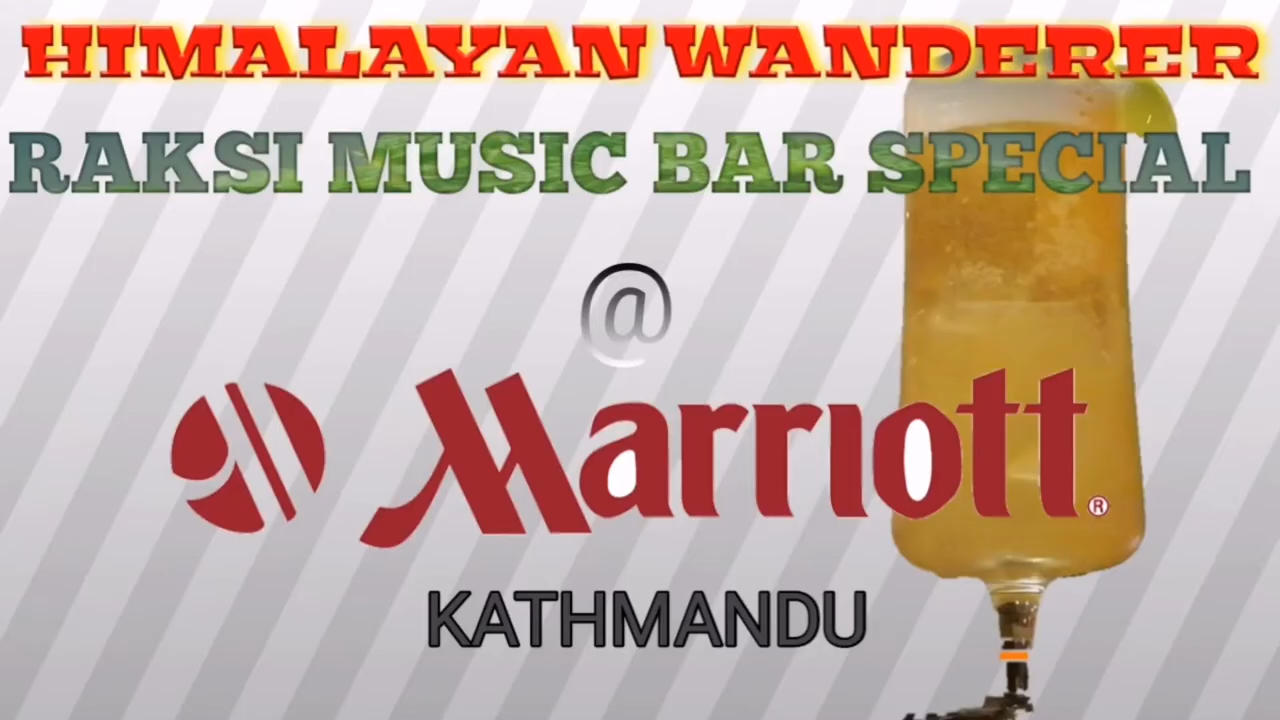 HIMALAYAN WANDERER
RAKSI MUSIC BAR SPECIAL
@
Marriott®
KATHMANDU